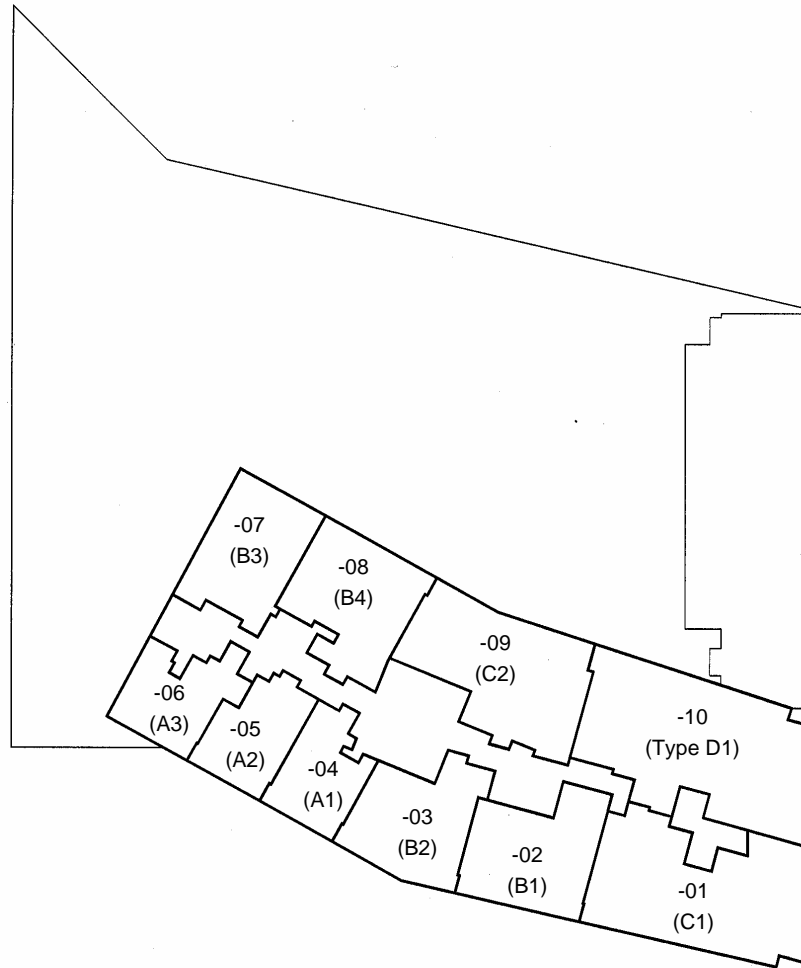 -07
(B3)
-08
(B4)
-09
(C2)
-10
(Type D1)
-06
(A3)
-05
(A2)
-04
(A1)
-03
(B2)
-02
(B1)
-01
(C1)